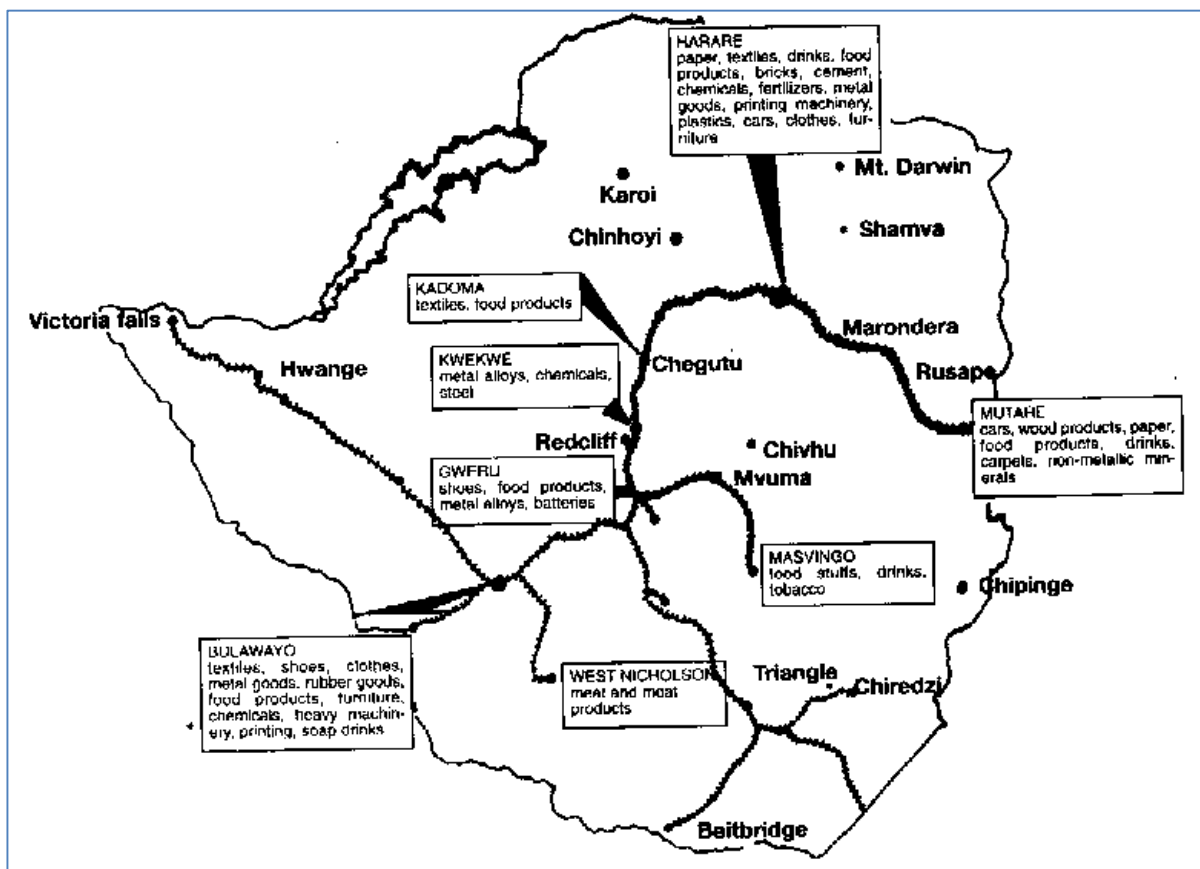 HARARE
paper, textiles, drinks, food
products, bricks, cement,
chemicals, fertilizers, metal
goods, printing machinery,
plastics, cars, clothes, fur-
niture
Mt. Darwin
Karoi
Shamva
Chinhoyi
KADOMA
textiles, food products
Victoria falls
Marondera
Hwange
KWEKWE
metal alloys, chemicals,
steel
Chegutu
Rusape
MUTARE
cars, wood products, paper,
food products, drinks,
carpets, non-metallic min-
erals
Redcliff
Chivhu
GWERU
shoes, food products,
metal alloys, batteries
Mvuma
MASVINGO
food stuffs, drinks,
tobacco
Chipinge
BULAWAYO
textiles, shoes, clothes,
metal goods, rubber goods,
food products, furniture,
chemicals, heavy machin-
ery, printing, soap drinks
WEST NICHOLSON
meat and meat
products
Triangle
Chiredzi
Beitbridge